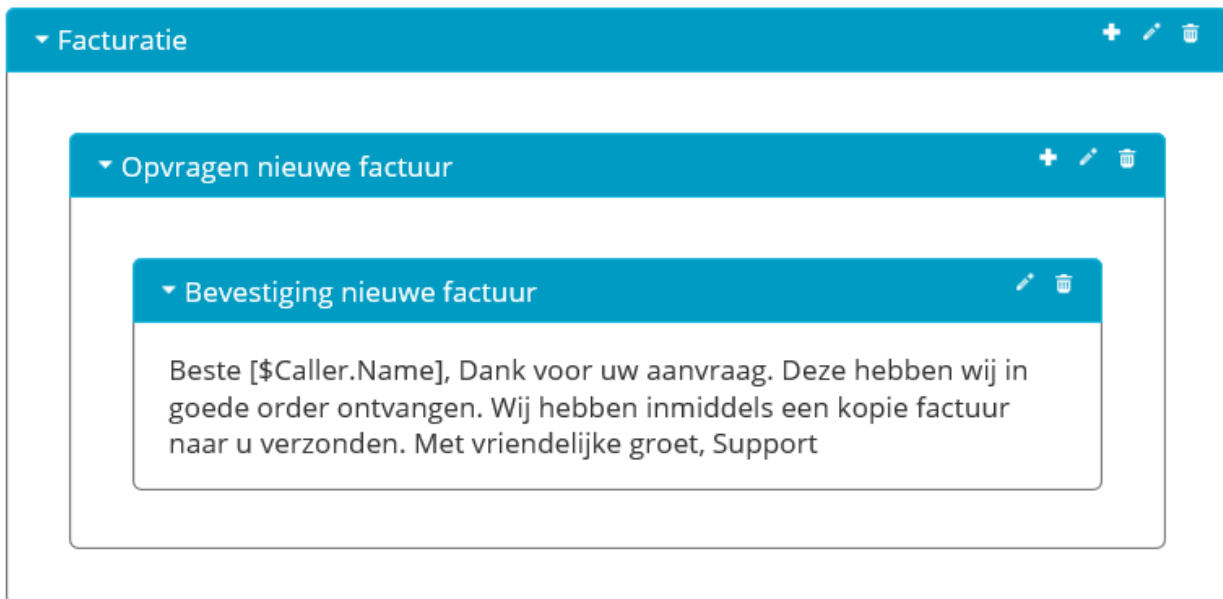 Facturatie
Opvragen nieuwe factuur
Bevestiging nieuwe factuur
Beste [$Caller.Name], Dank voor uw aanvraag. Deze hebben wij in
goede order ontvangen. Wij hebben inmiddels een kopie factuur
naar u verzonden. Met vriendelijke groet, Support